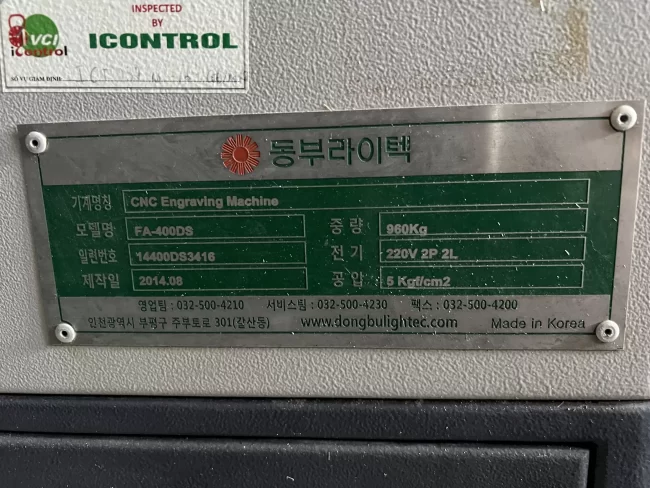 INSPECTED
BY
ICONTROL
VCI
iControl
SỐ VỤ GIÁM ĐỊNH:
동부라이텍
기계명칭 CNC Engraving Machine
모델명 FA-400DS 중 량 960Kg
일련번호 14400DS3416 전 기 220V 2P 2L
제작일 2014.08 공 압 5 Kgf/cm2
영업팀 : 032-500-4210 서비스팀 : 032-500-4230 팩스 : 032-500-4200
인천광역시 부평구 주부토로 301(갈산동) www.dongbulightec.com Made in Korea